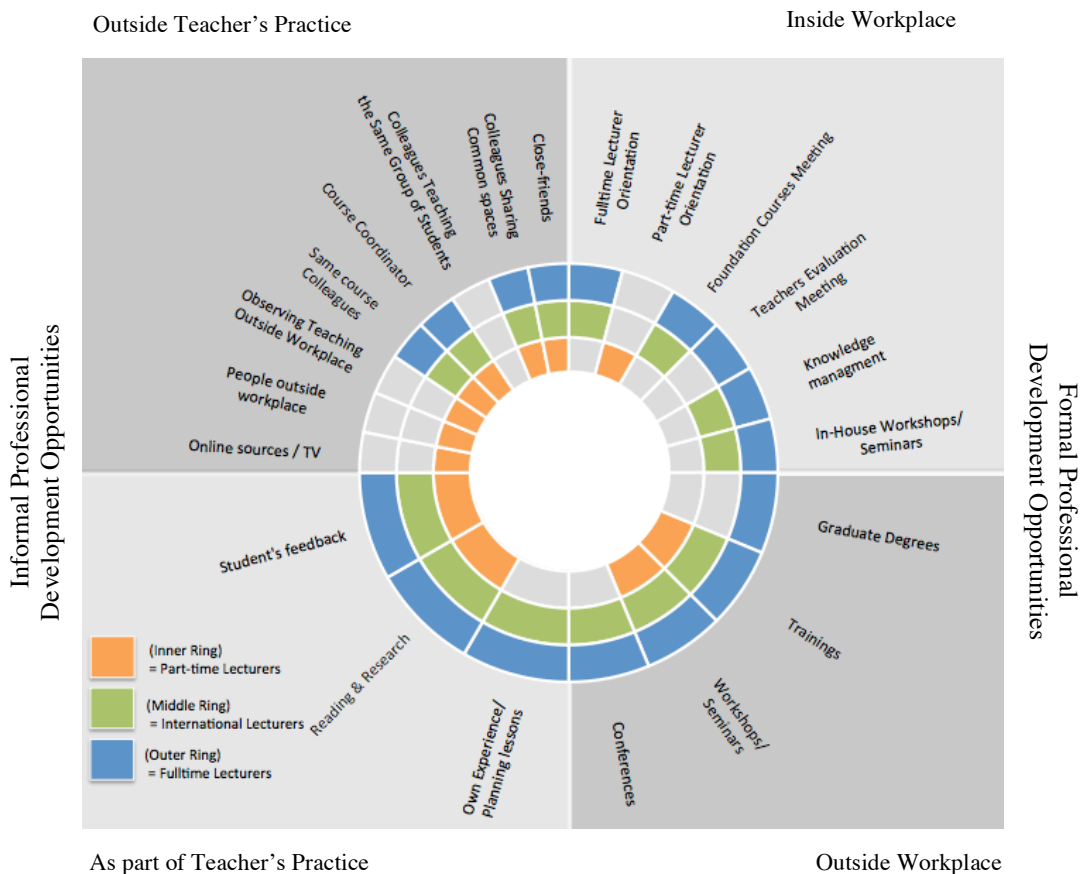 Outside Teacher’s Practice
Inside Workplace
Informal Professional
Development Opportunities
Formal Professional
Development Opportunities
Online sources / TV
People outside
workplace
Observing Teaching
Outside Workplace
Same course
Colleagues
Course Coordinator
Colleagues Teaching
the Same Group of Students
Colleagues Sharing
Common spaces
Close-friends
Fulltime Lecturer
Orientation
Part-time Lecturer
Orientation
Foundation Courses Meeting
Teachers Evaluation
Meeting
Knowledge
managment
In-House Workshops/
Seminars
Graduate Degrees
Trainings
Workshops/
Seminars
Conferences
Own Experience/
Planning lessons
Reading & Research
Student's feedback
(Inner Ring)
= Part-time Lecturers
(Middle Ring)
= International Lecturers
(Outer Ring)
= Fulltime Lecturers
As part of Teacher’s Practice
Outside Workplace